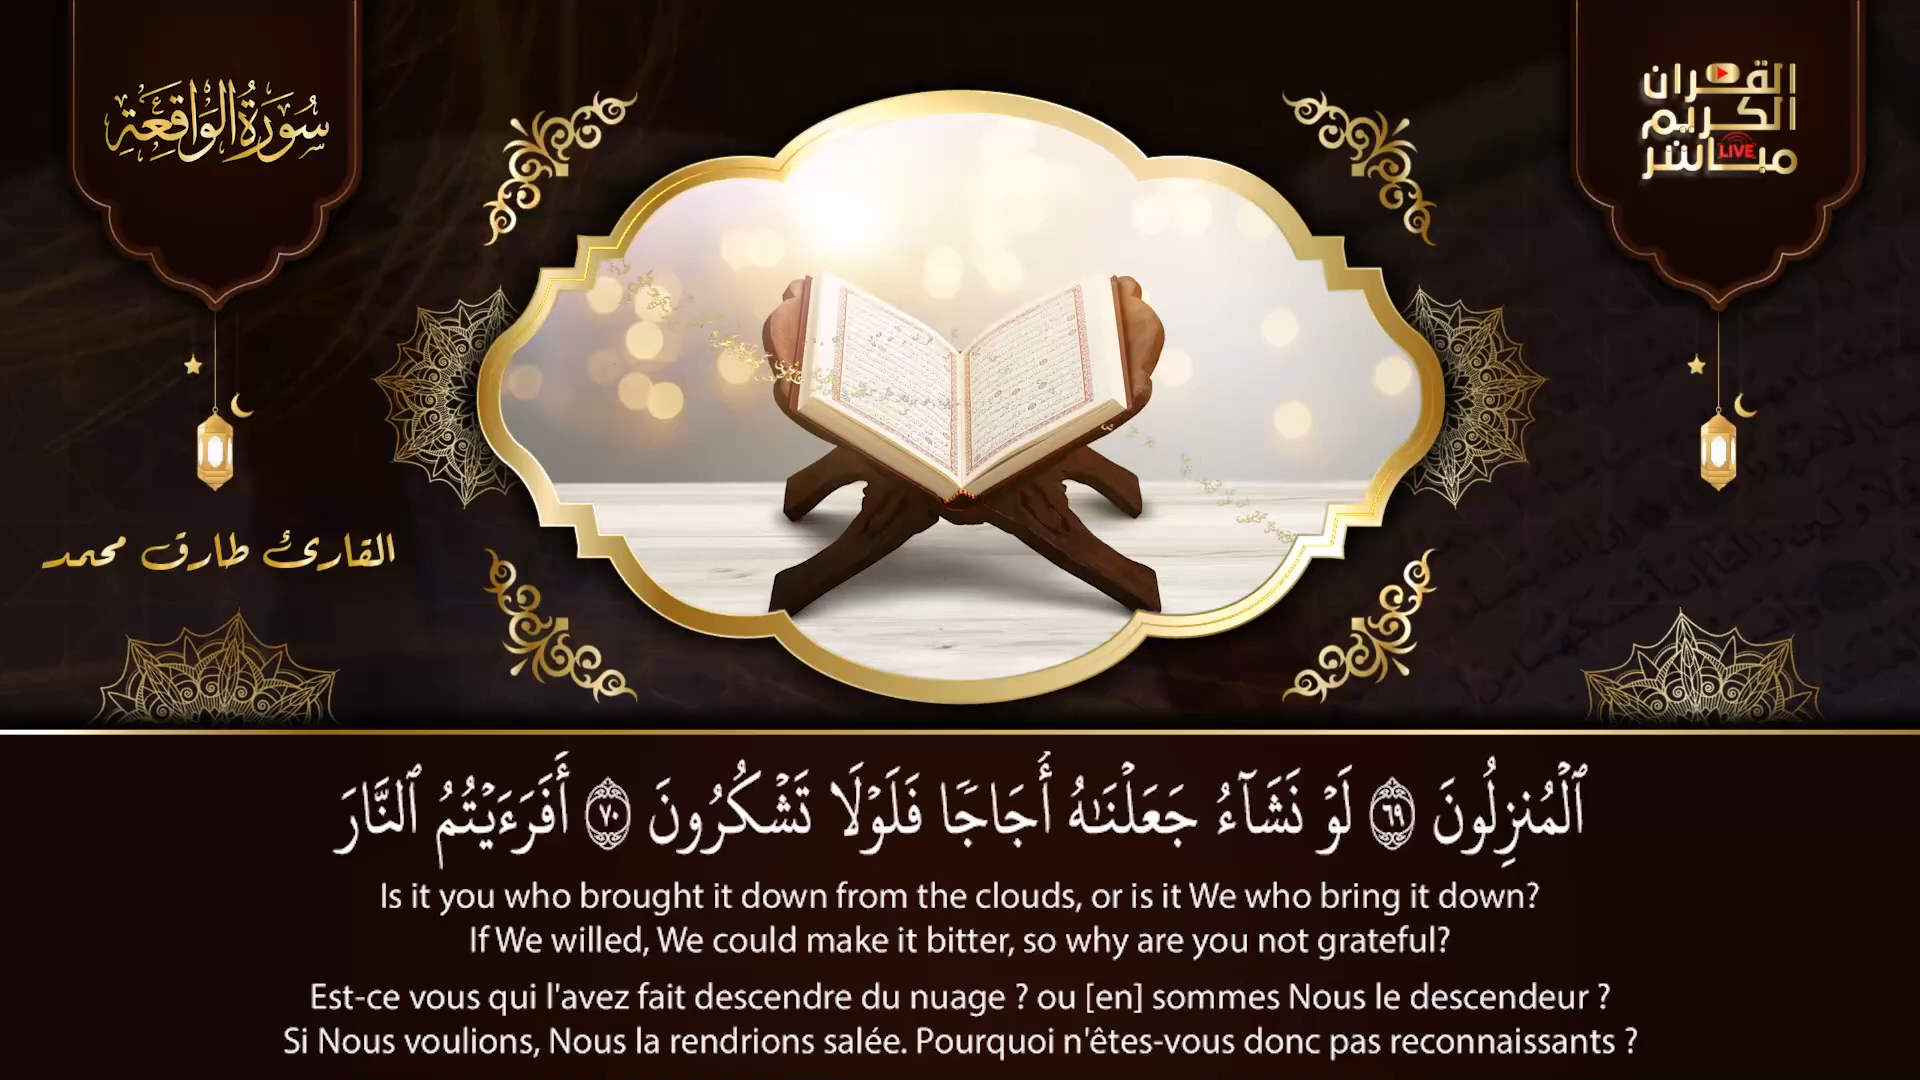 سُورَةُ الْوَاقِعَةِ
القرآن
الكريم
مباشر
LIVE
القارئ طارق محمد
ٱلْمُنزِلُونَ ٦٩ لَوْ نَشَآءُ جَعَلْنَٰهُ أُجَاجًا فَلَوْلَا تَشْكُرُونَ ٧٠ أَفَرَءَيْتُمُ ٱلنَّارَ
Is it you who brought it down from the clouds, or is it We who bring it down?
If We willed, We could make it bitter, so why are you not grateful?
Est-ce vous qui l'avez fait descendre du nuage ? ou [en] sommes Nous le descendeur ?
Si Nous voulions, Nous la rendrions salée. Pourquoi n'êtes-vous donc pas reconnaissants ?